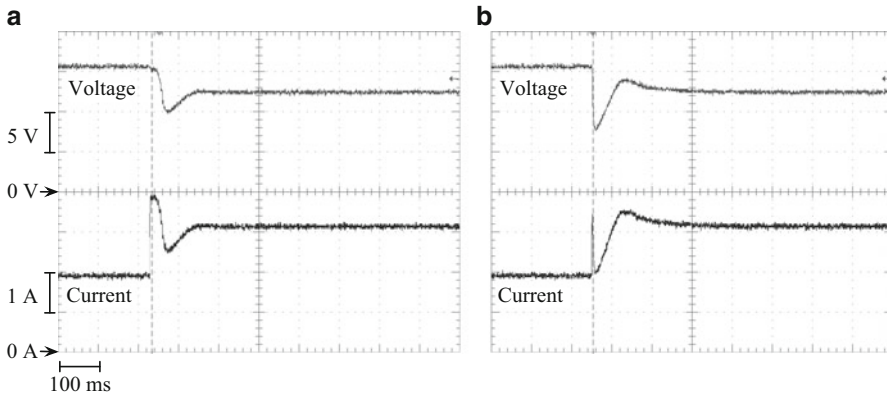 a
b
Voltage
Voltage
5 V
0 V
Current
Current
1 A
0 A
100 ms